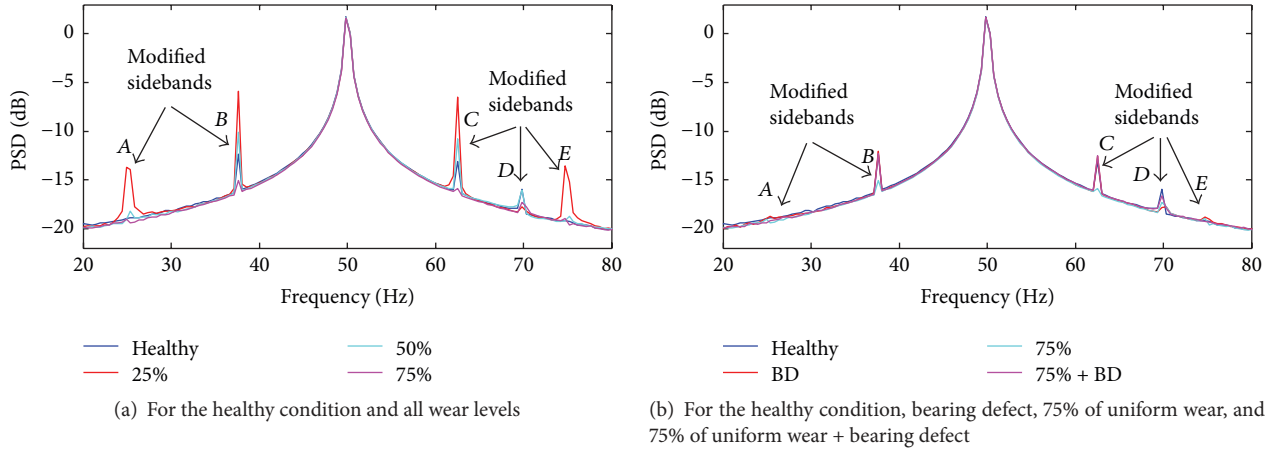 0
−5
−10
−15
−20
PSD (dB)
Modified
sidebands
A
B
Modified
sidebands
C
D
E
20
30
40
50
60
70
80
Frequency (Hz)
Healthy
25%
50%
75%
(a) For the healthy condition and all wear levels
0
−5
−10
−15
−20
PSD (dB)
Modified
sidebands
A
B
Modified
sidebands
C
D
E
20
30
40
50
60
70
80
Frequency (Hz)
Healthy
BD
75%
75% + BD
(b) For the healthy condition, bearing defect, 75% of uniform wear, and
75% of uniform wear + bearing defect